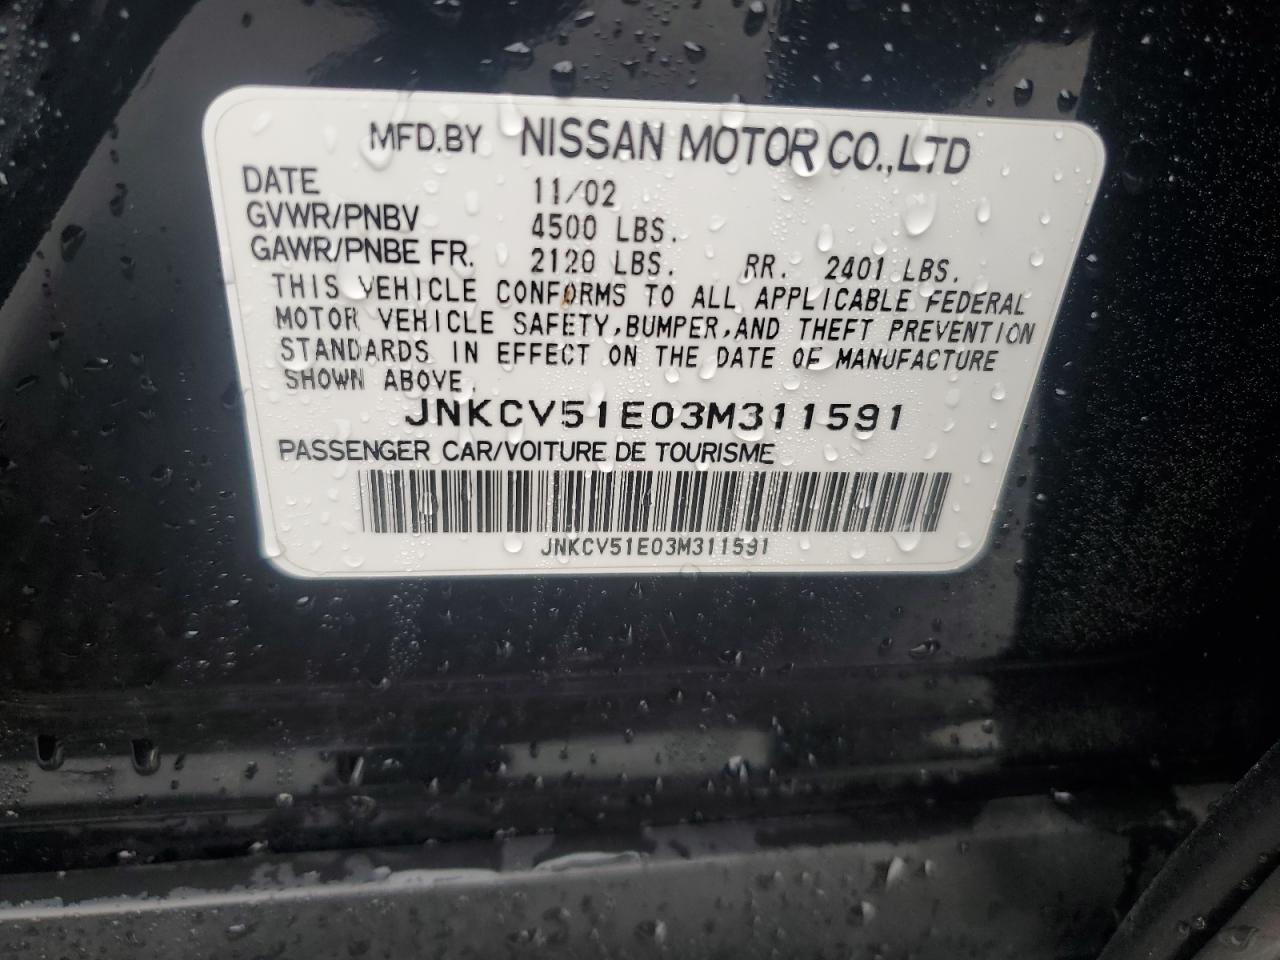 MFD.BY NISSAN MOTOR CO.,LTD
DATE 11/02
GVWR/PNBV 4500 LBS.
GAWR/PNBE FR. 2120 LBS. RR. 2401 LBS.
THIS VEHICLE CONFORMS TO ALL APPLICABLE FEDERAL
MOTOR VEHICLE SAFETY,BUMPER,AND THEFT PREVENTION
STANDARDS IN EFFECT ON THE DATE OF MANUFACTURE
SHOWN ABOVE.
JNKCV51E03M311591
PASSENGER CAR/VOITURE DE TOURISME
JNKCV51E03M311591